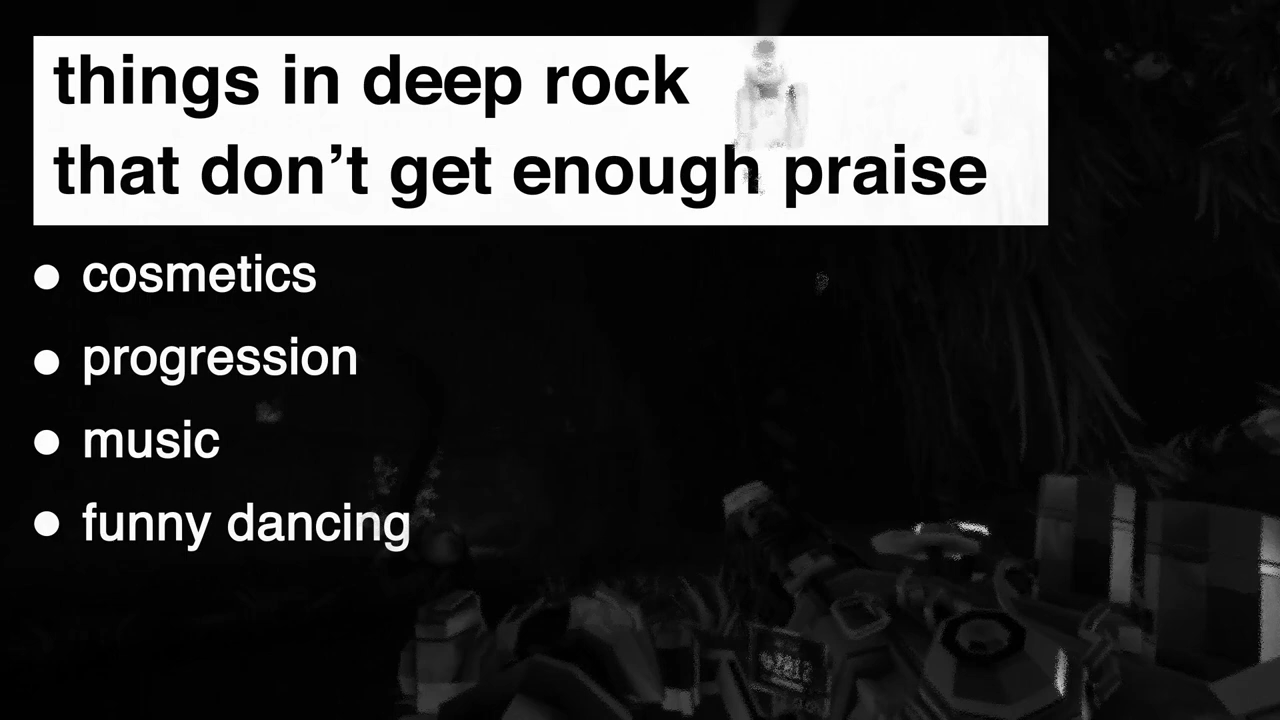 things in deep rock
that don’t get enough praise
• cosmetics
• progression
• music
• funny dancing